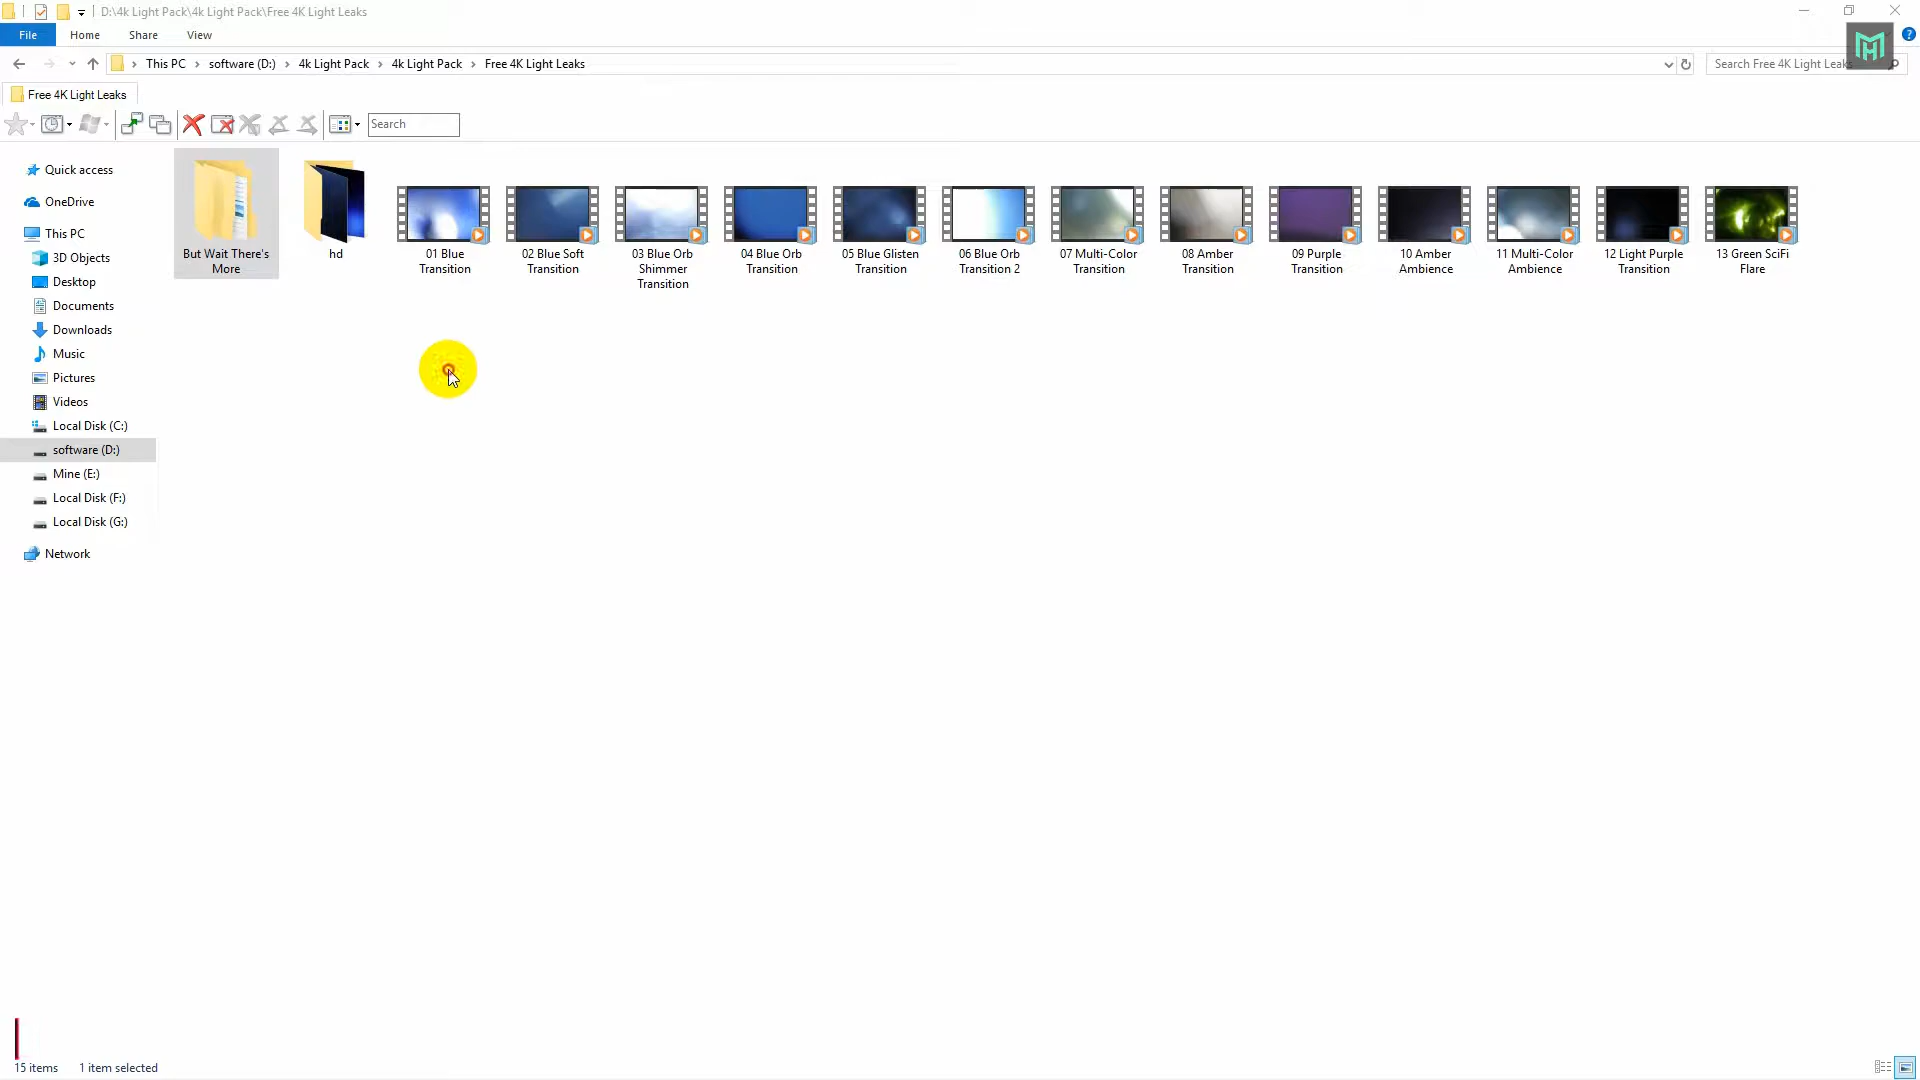 D:\4k Light Pack\4k Light Pack\Free 4K Light Leaks
File
Home
Share
View
This PC
software (D:)
4k Light Pack
4k Light Pack
Free 4K Light Leaks
Search Free 4K Light Leaks
Free 4K Light Leaks
Search
Quick access
OneDrive
This PC
3D Objects
Desktop
Documents
Downloads
Music
Pictures
Videos
Local Disk (C:)
software (D:)
Mine (E:)
Local Disk (F:)
Local Disk (G:)
Network
But Wait There's
More
hd
01 Blue
Transition
02 Blue Soft
Transition
03 Blue Orb
Shimmer
Transition
04 Blue Orb
Transition
05 Blue Glisten
Transition
06 Blue Orb
Transition 2
07 Multi-Color
Transition
08 Amber
Transition
09 Purple
Transition
10 Amber
Ambience
11 Multi-Color
Ambience
12 Light Purple
Transition
13 Green SciFi
Flare
15 items
1 item selected